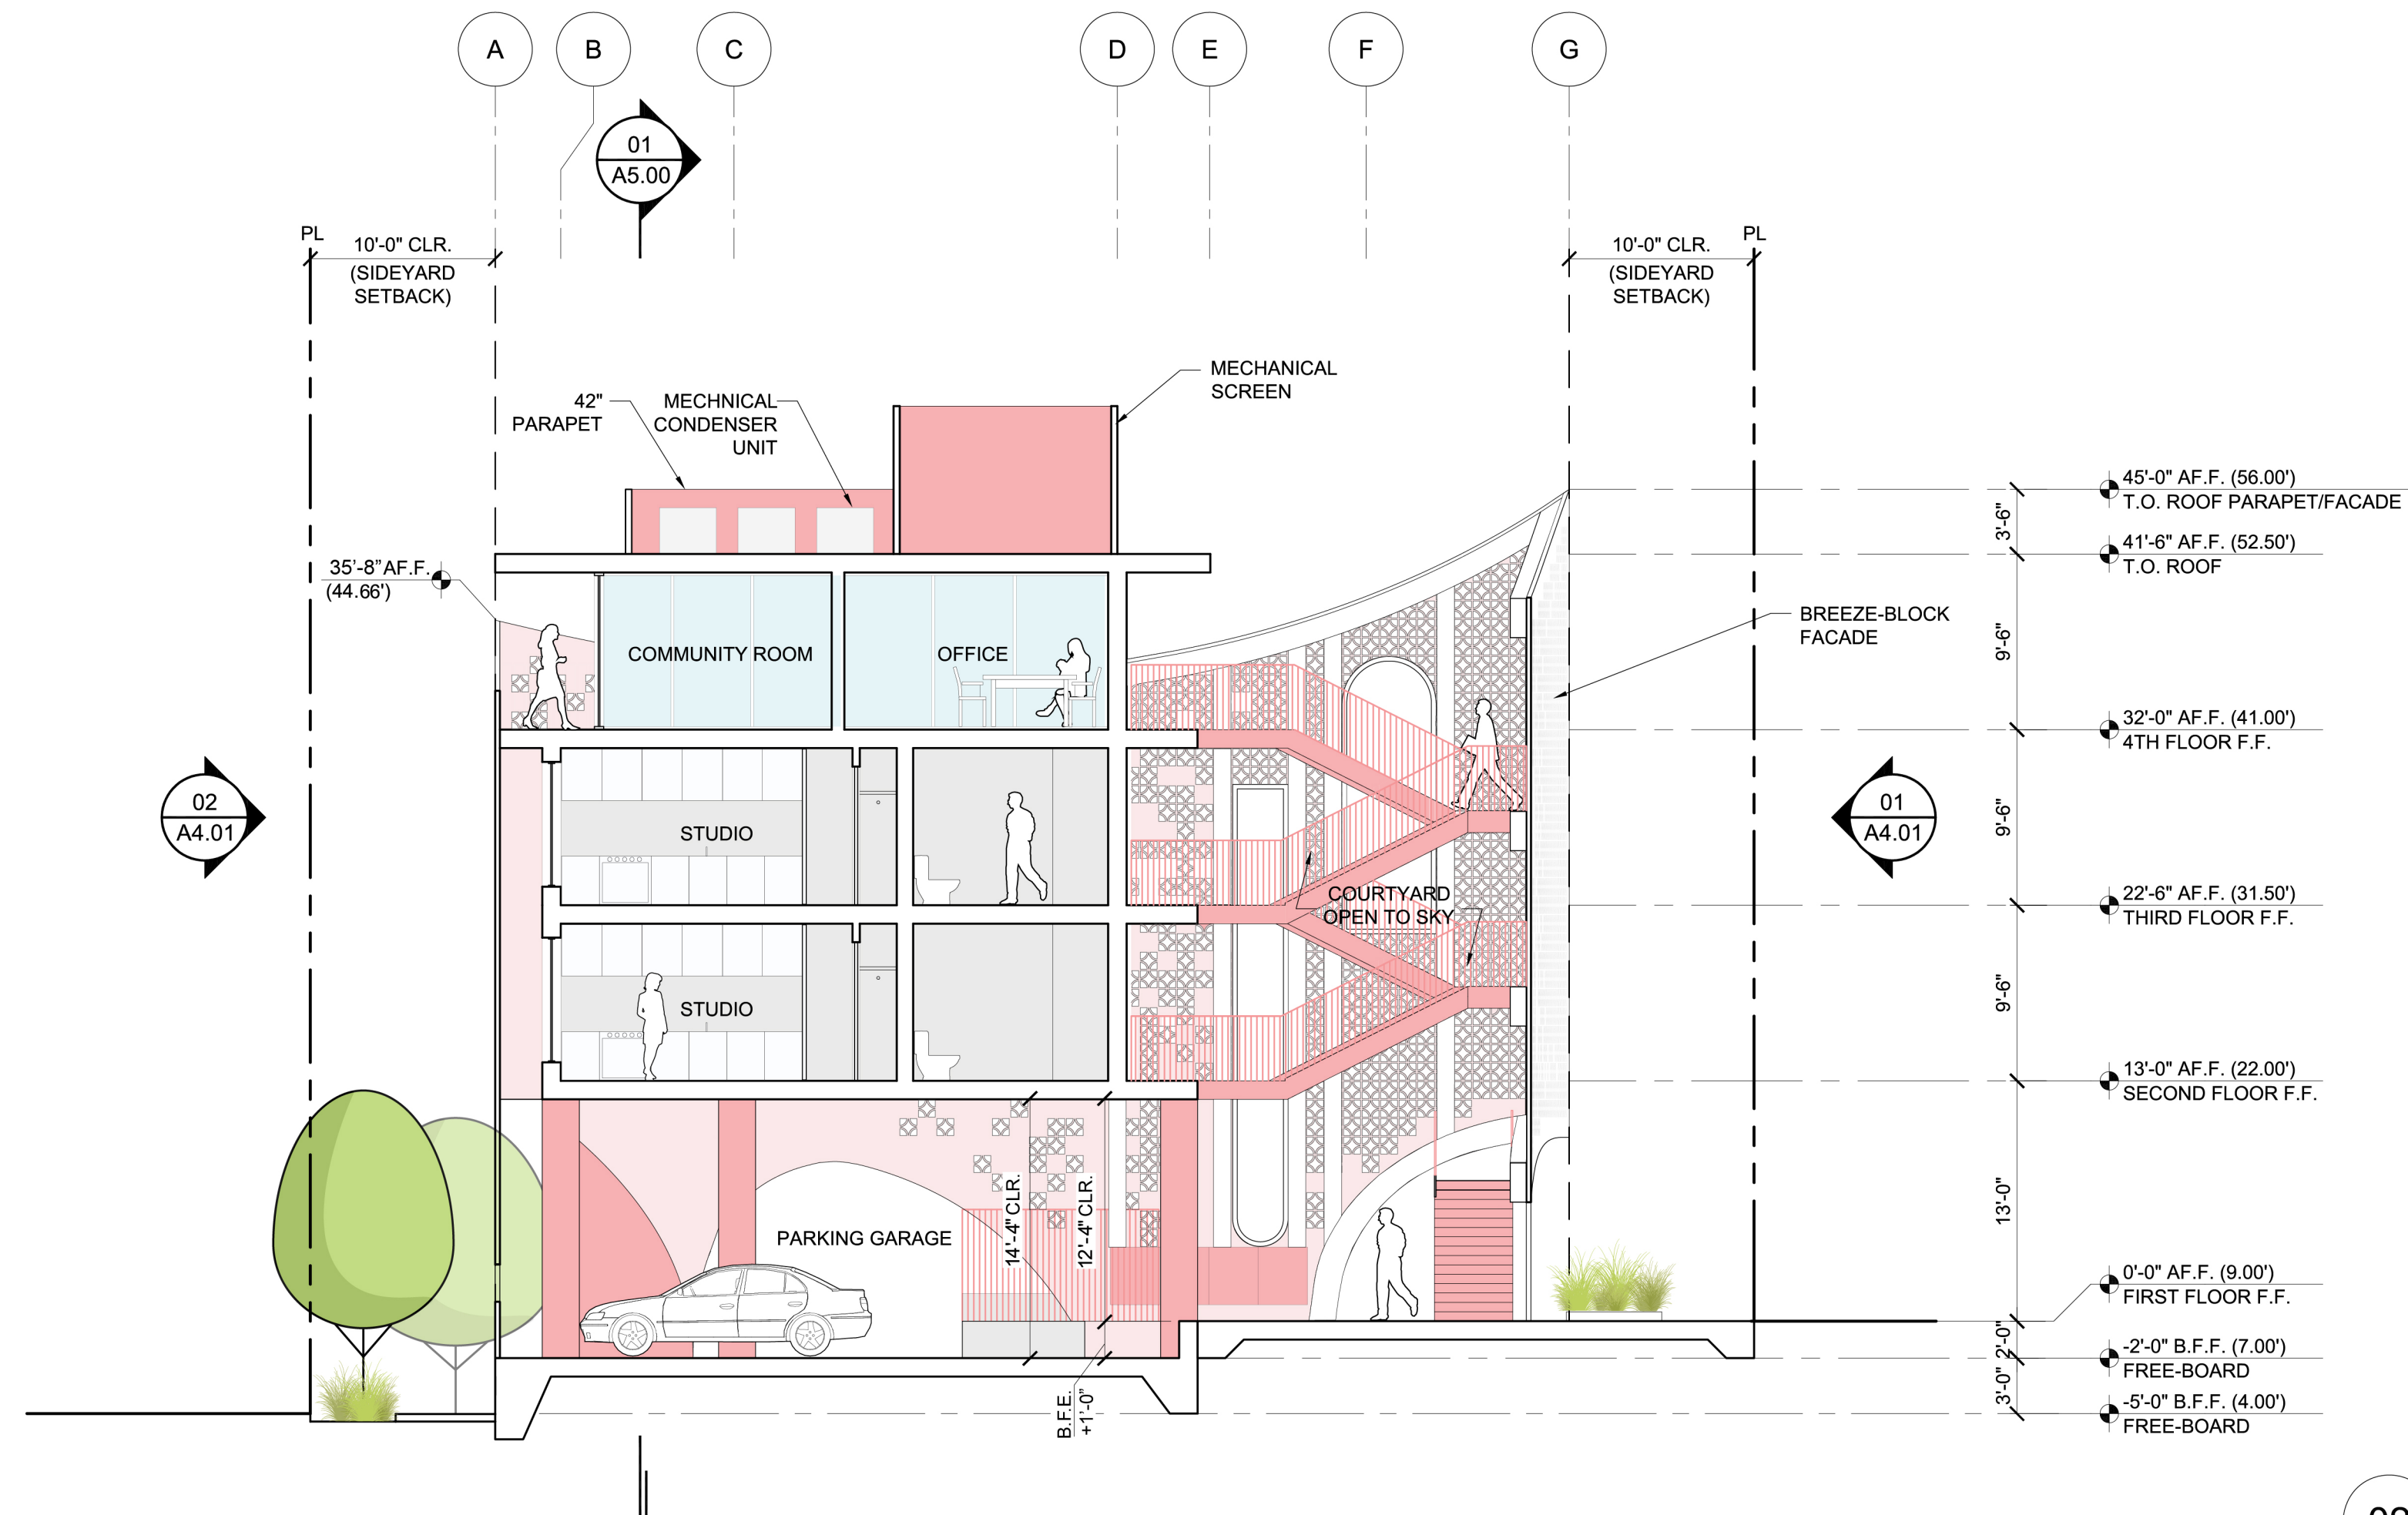 A
B
C
D
E
F
G
01
A5.00
PL
10'-0" CLR.
(SIDEYARD
SETBACK)
10'-0" CLR.
(SIDEYARD
SETBACK)
PL
MECHANICAL
SCREEN
42"
PARAPET
MECHNICAL
CONDENSER
UNIT
45'-0" AF.F. (56.00')
T.O. ROOF PARAPET/FACADE
3'-6"
41'-6" AF.F. (52.50')
T.O. ROOF
35'-8” AF.F.
(44.66')
BREEZE-BLOCK
FACADE
9'-6"
COMMUNITY ROOM
OFFICE
32'-0" AF.F. (41.00')
4TH FLOOR F.F.
02
A4.01
01
A4.01
9'-6"
STUDIO
COURTYARD
OPEN TO SKY
22'-6" AF.F. (31.50')
THIRD FLOOR F.F.
9'-6"
STUDIO
13'-0" AF.F. (22.00')
SECOND FLOOR F.F.
13'-0"
14'-4" CLR.
12'-4" CLR.
PARKING GARAGE
0'-0" AF.F. (9.00')
FIRST FLOOR F.F.
2'-0"
-2'-0" B.F.F. (7.00')
FREE-BOARD
3'-0"
B.F.E.
+1'-0"
-5'-0" B.F.F. (4.00')
FREE-BOARD